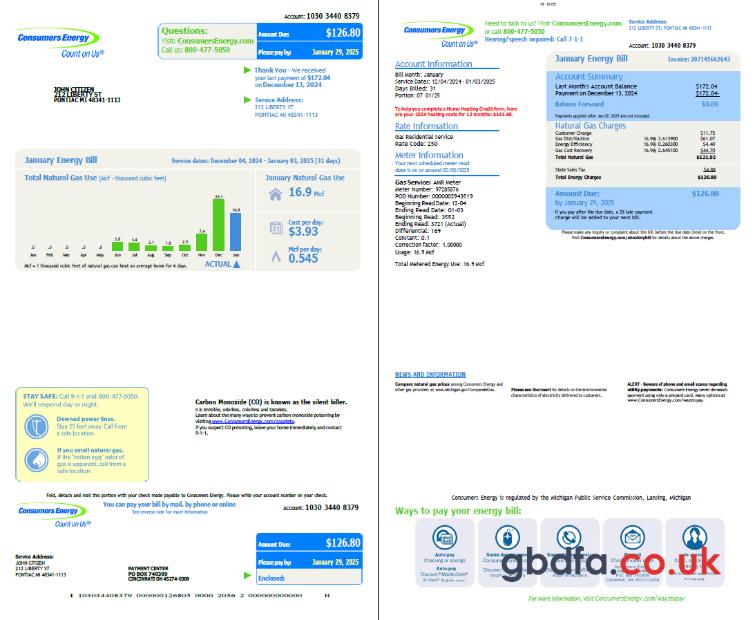 Account: 1030 3440 8379
Consumers Energy
Count on Us®
Questions:
Visit: ConsumersEnergy.com
Call us: 800-477-5050
Amount Due: $126.80
Please pay by: January 29, 2025
Thank You - We received
your last payment of $172.04
on December 13, 2024
Service Address:
212 LIBERTY ST
PONTIAC MI 48341-1113
JOHN CITIZEN
212 LIBERTY ST
PONTIAC MI 48341-1113
January Energy Bill
Service dates: December 04, 2024 - January 03, 2025 (31 days)
Total Natural Gas Use (Mcf - thousand cubic feet)
.0 .0 .0 .0 .0 3.0 2.4 2.1 1.8 2.3 7.4 23.1 16.9
Jan Feb Mar Apr May Jun Jul Aug Sep Oct Nov Dec Jan
Mcf = 1 thousand cubic feet of natural gas can heat an average home for 4 days.
ACTUAL
January Natural Gas Use
16.9 Mcf
Cost per day:
$3.93
Mcf per day:
0.545
STAY SAFE: Call 9-1-1 and 800-477-5050.
We'll respond day or night.
Downed power lines.
Stay 25 feet away. Call from
a safe location.
If you smell natural gas.
If the "rotten egg" odor of
gas is apparent, call from a
safe location.
Carbon Monoxide (CO) is known as the silent killer.
It is invisible, odorless, colorless and tasteless.
Learn about the many ways to prevent carbon monoxide poisoning by
visiting www.ConsumersEnergy.com/cosafety.
If you suspect CO poisoning, leave your home immediately and contact
9-1-1.
Fold, detach and mail this portion with your check made payable to Consumers Energy. Please write your account number on your check.
Consumers Energy
Count on Us®
You can pay your bill by mail, by phone or online
See reverse side for more information
Account: 1030 3440 8379
Service Address:
JOHN CITIZEN
212 LIBERTY ST
PONTIAC MI 48341-1113
PAYMENT CENTER
PO BOX 740309
CINCINNATI OH 45274-0309
Amount Due: $126.80
Please pay by: January 29, 2025
Enclosed:
Consumers Energy
Count on Us®
Need to talk to us! Visit ConsumersEnergy.com
or call 800-477-5050
Hearing/speech impaired: Call 7-1-1
Service Address:
212 LIBERTY ST; PONTIAC MI 48341-1113
Account: 1030 3440 8379
Account Information
Bill Month: January
Service Dates: 12/04/2024 - 01/03/2025
Days Billed: 31
Portion: 07 01/25
To help you complete a Home Heating Credit form, here
are your 2024 heating costs for 12 months: $143.40.
Rate Information
Gas Residential Service
Rate Code: 250
Meter Information
Your next scheduled meter read
date is on or around 02/05/2025
Gas Service: AMR Meter
Meter Number: 97285876
POD Number: 0000002943519
Beginning Read Date: 12-04
Ending Read Date: 01-03
Beginning Read: 3552
Ending Read: 3721 (Actual)
Differential: 169
Constant: 0.1
Correction factor: 1.00000
Usage: 16.9 Mcf
Total Metered Energy Use: 16.9 Mcf
January Energy Bill
Invoice: 207145662643
Account Summary
Last Month's Account Balance $172.04
Payment on December 13, 2024 $172.04-
Balance Forward $0.00
Payments applied after Jan 07, 2025 are not included.
Natural Gas Charges
Customer Charge $11.75
Gas Distribution 16.9@ 3.613900 $61.07
Energy Efficiency 16.9@ 0.260300 $4.40
Gas Cost Recovery 16.9@ 2.645100 $44.70
Total Natural Gas $121.92
State Sales Tax $4.88
Total Energy Charges $126.80
Amount Due: $126.80
by January 29, 2025
If you pay after the due date, a 2% late payment
charge will be added to your next bill.
Please make any inquiry or complaint about this bill before the due date listed on the front.
Visit ConsumersEnergy.com/aboutmybill for details about the above charges.
NEWS AND INFORMATION
Compare natural gas prices among Consumers Energy and
other gas providers at www.michigan.gov/
Please see the insert for details on the environmental
characteristics of electricity delivered to customers.
ALERT - Beware of phone and email scams regarding
utility payments: Consumers Energy never demands
payment using only a prepaid card. Many options at
www.ConsumersEnergy.com/waystopay.
Consumers Energy is regulated by the Michigan Public Service Commission, Lansing, Michigan
Ways to pay your energy bill:
Auto-pay
Checking or savings
Auto-pay
For more information, visit ConsumersEnergy.com/waystopay
gbdfa.co.uk